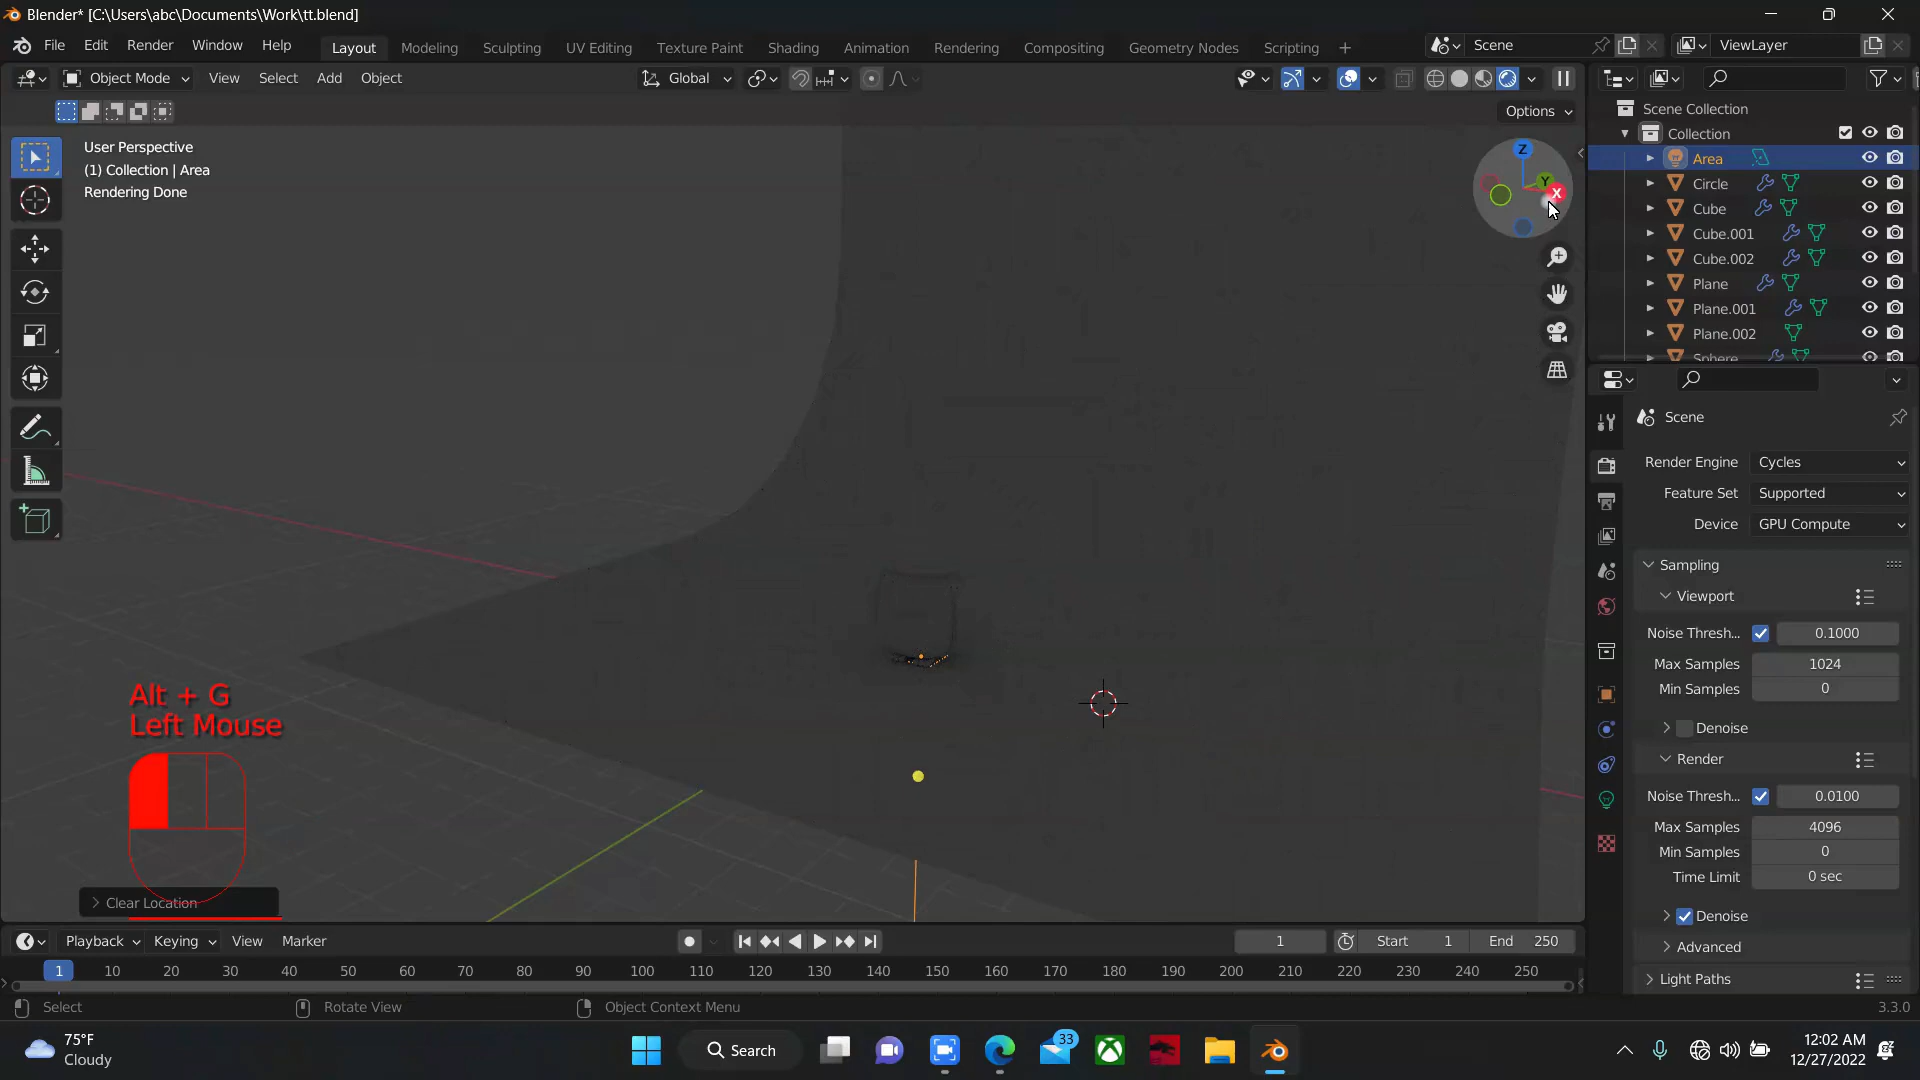 Blender* [C:\Users\abc\Documents\Work\tt.blend]
File Edit Render Window Help
Layout Modeling Sculpting UV Editing Texture Paint Shading Animation Rendering Compositing Geometry Nodes Scripting
Scene
ViewLayer
Object Mode View Select Add Object
Global
Options
User Perspective
(1) Collection | Area
Rendering Done
Z
Y
X
Scene Collection
Collection
Area
Circle
Cube
Cube.001
Cube.002
Plane
Plane.001
Plane.002
Sphere
Scene
Render Engine Cycles
Feature Set Supported
Device GPU Compute
Sampling
Viewport
Noise Thresh... 0.1000
Max Samples 1024
Min Samples 0
Denoise
Render
Noise Thresh... 0.0100
Max Samples 4096
Min Samples 0
Time Limit 0 sec
Denoise
Advanced
Light Paths
Alt + G
Left Mouse
Clear Location
Playback Keying View Marker
1
Start 1
End 250
1 10 20 30 40 50 60 70 80 90 100 110 120 130 140 150 160 170 180 190 200 210 220 230 240 250
Select
Rotate View
Object Context Menu
3.3.0
75°F
Cloudy
Search
33
12:02 AM
12/27/2022